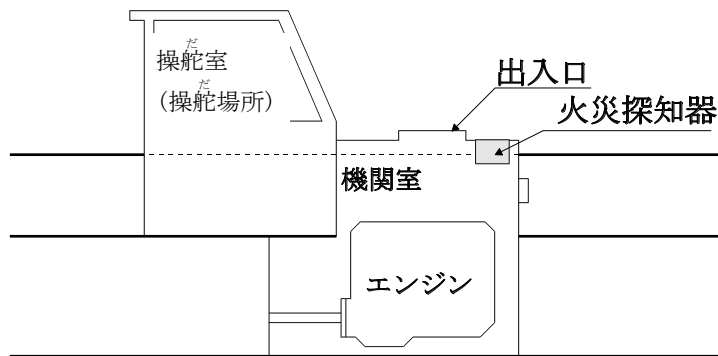 操舵室
(操舵場所)
出入口
火災探知器
機関室
エンジン